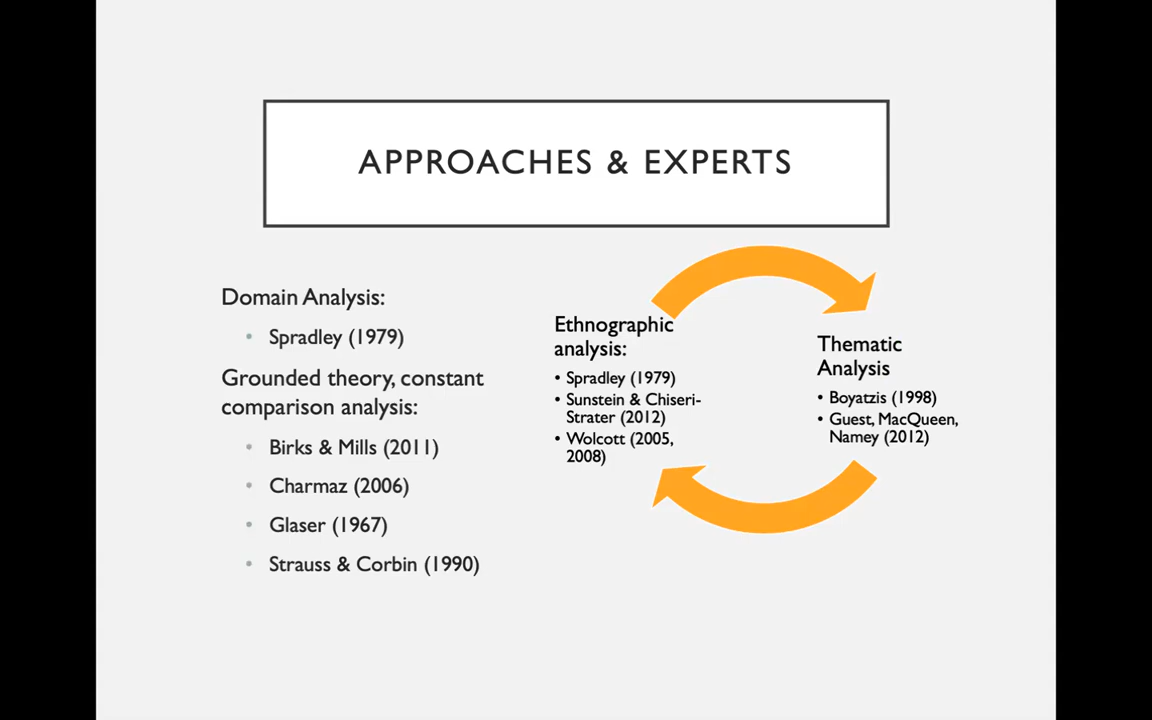 APPROACHES & EXPERTS
Domain Analysis:
• Spradley (1979)
Grounded theory, constant
comparison analysis:
• Birks & Mills (2011)
• Charmaz (2006)
• Glaser (1967)
• Strauss & Corbin (1990)
Ethnographic
analysis:
• Spradley (1979)
• Sunstein & Chiseri-
Strater (2012)
• Wolcott (2005,
2008)
Thematic
Analysis
• Boyatzis (1998)
• Guest, MacQueen,
Namey (2012)